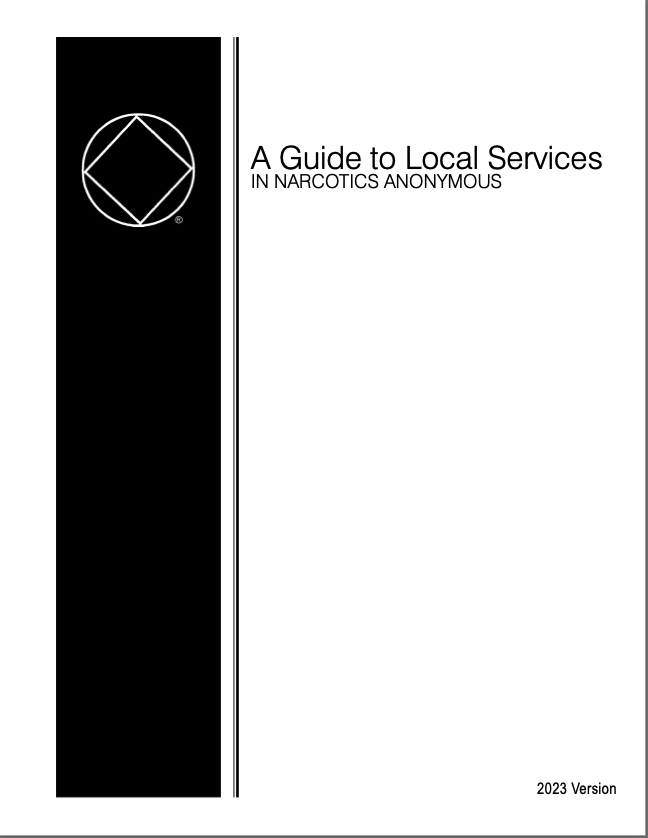 ®
A Guide to Local Services
IN NARCOTICS ANONYMOUS
2023 Version